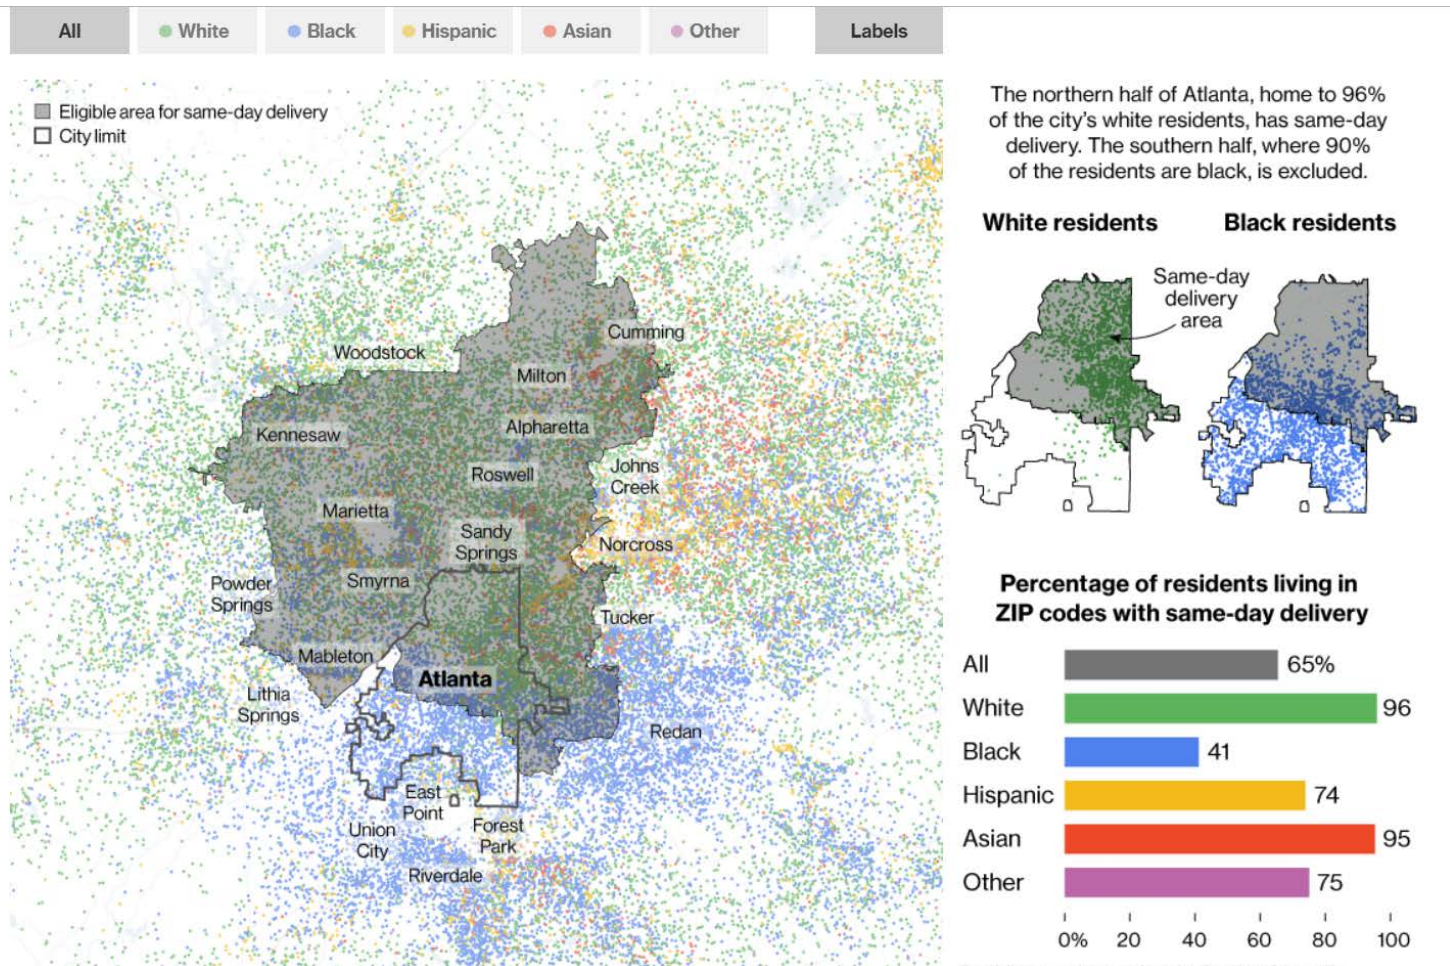 All
White
Black
Hispanic
Asian
Other
Labels
Eligible area for same-day delivery
City limit
Cumming
Woodstock
Milton
Alpharetta
Kennesaw
Johns
Creek
Roswell
Marietta
Sandy
Springs
Norcross
Smyrna
Powder
Springs
Tucker
Mableton
Atlanta
Lithia
Springs
Redan
East
Point
Union
City
Forest
Park
Riverdale
The northern half of Atlanta, home to 96%
of the city's white residents, has same-day
delivery. The southern half, where 90%
of the residents are black, is excluded.
White residents
Black residents
Same-day
delivery
area
Percentage of residents living in
ZIP codes with same-day delivery
All 65%
White 96
Black 41
Hispanic 74
Asian 95
Other 75
0% 20 40 60 80 100